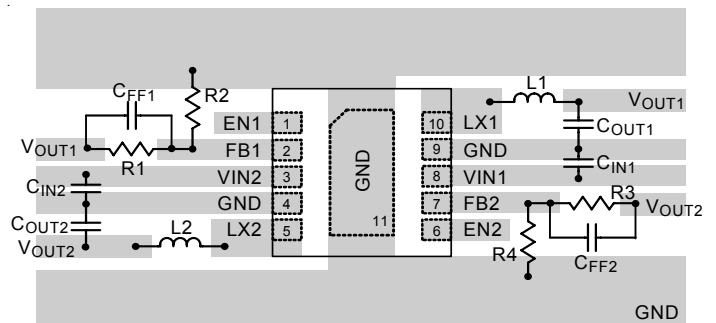 CFF1
R2
L1
VOUT1
EN1
1
10
LX1
COUT1
VOUT1
R1
FB1
2
9
GND
CIN1
CIN2
VIN2
3
GND
8
VIN1
R3
GND
4
7
FB2
VOUT2
COUT2
L2
LX2
5
11
6
EN2
R4
CFF2
VOUT2
GND